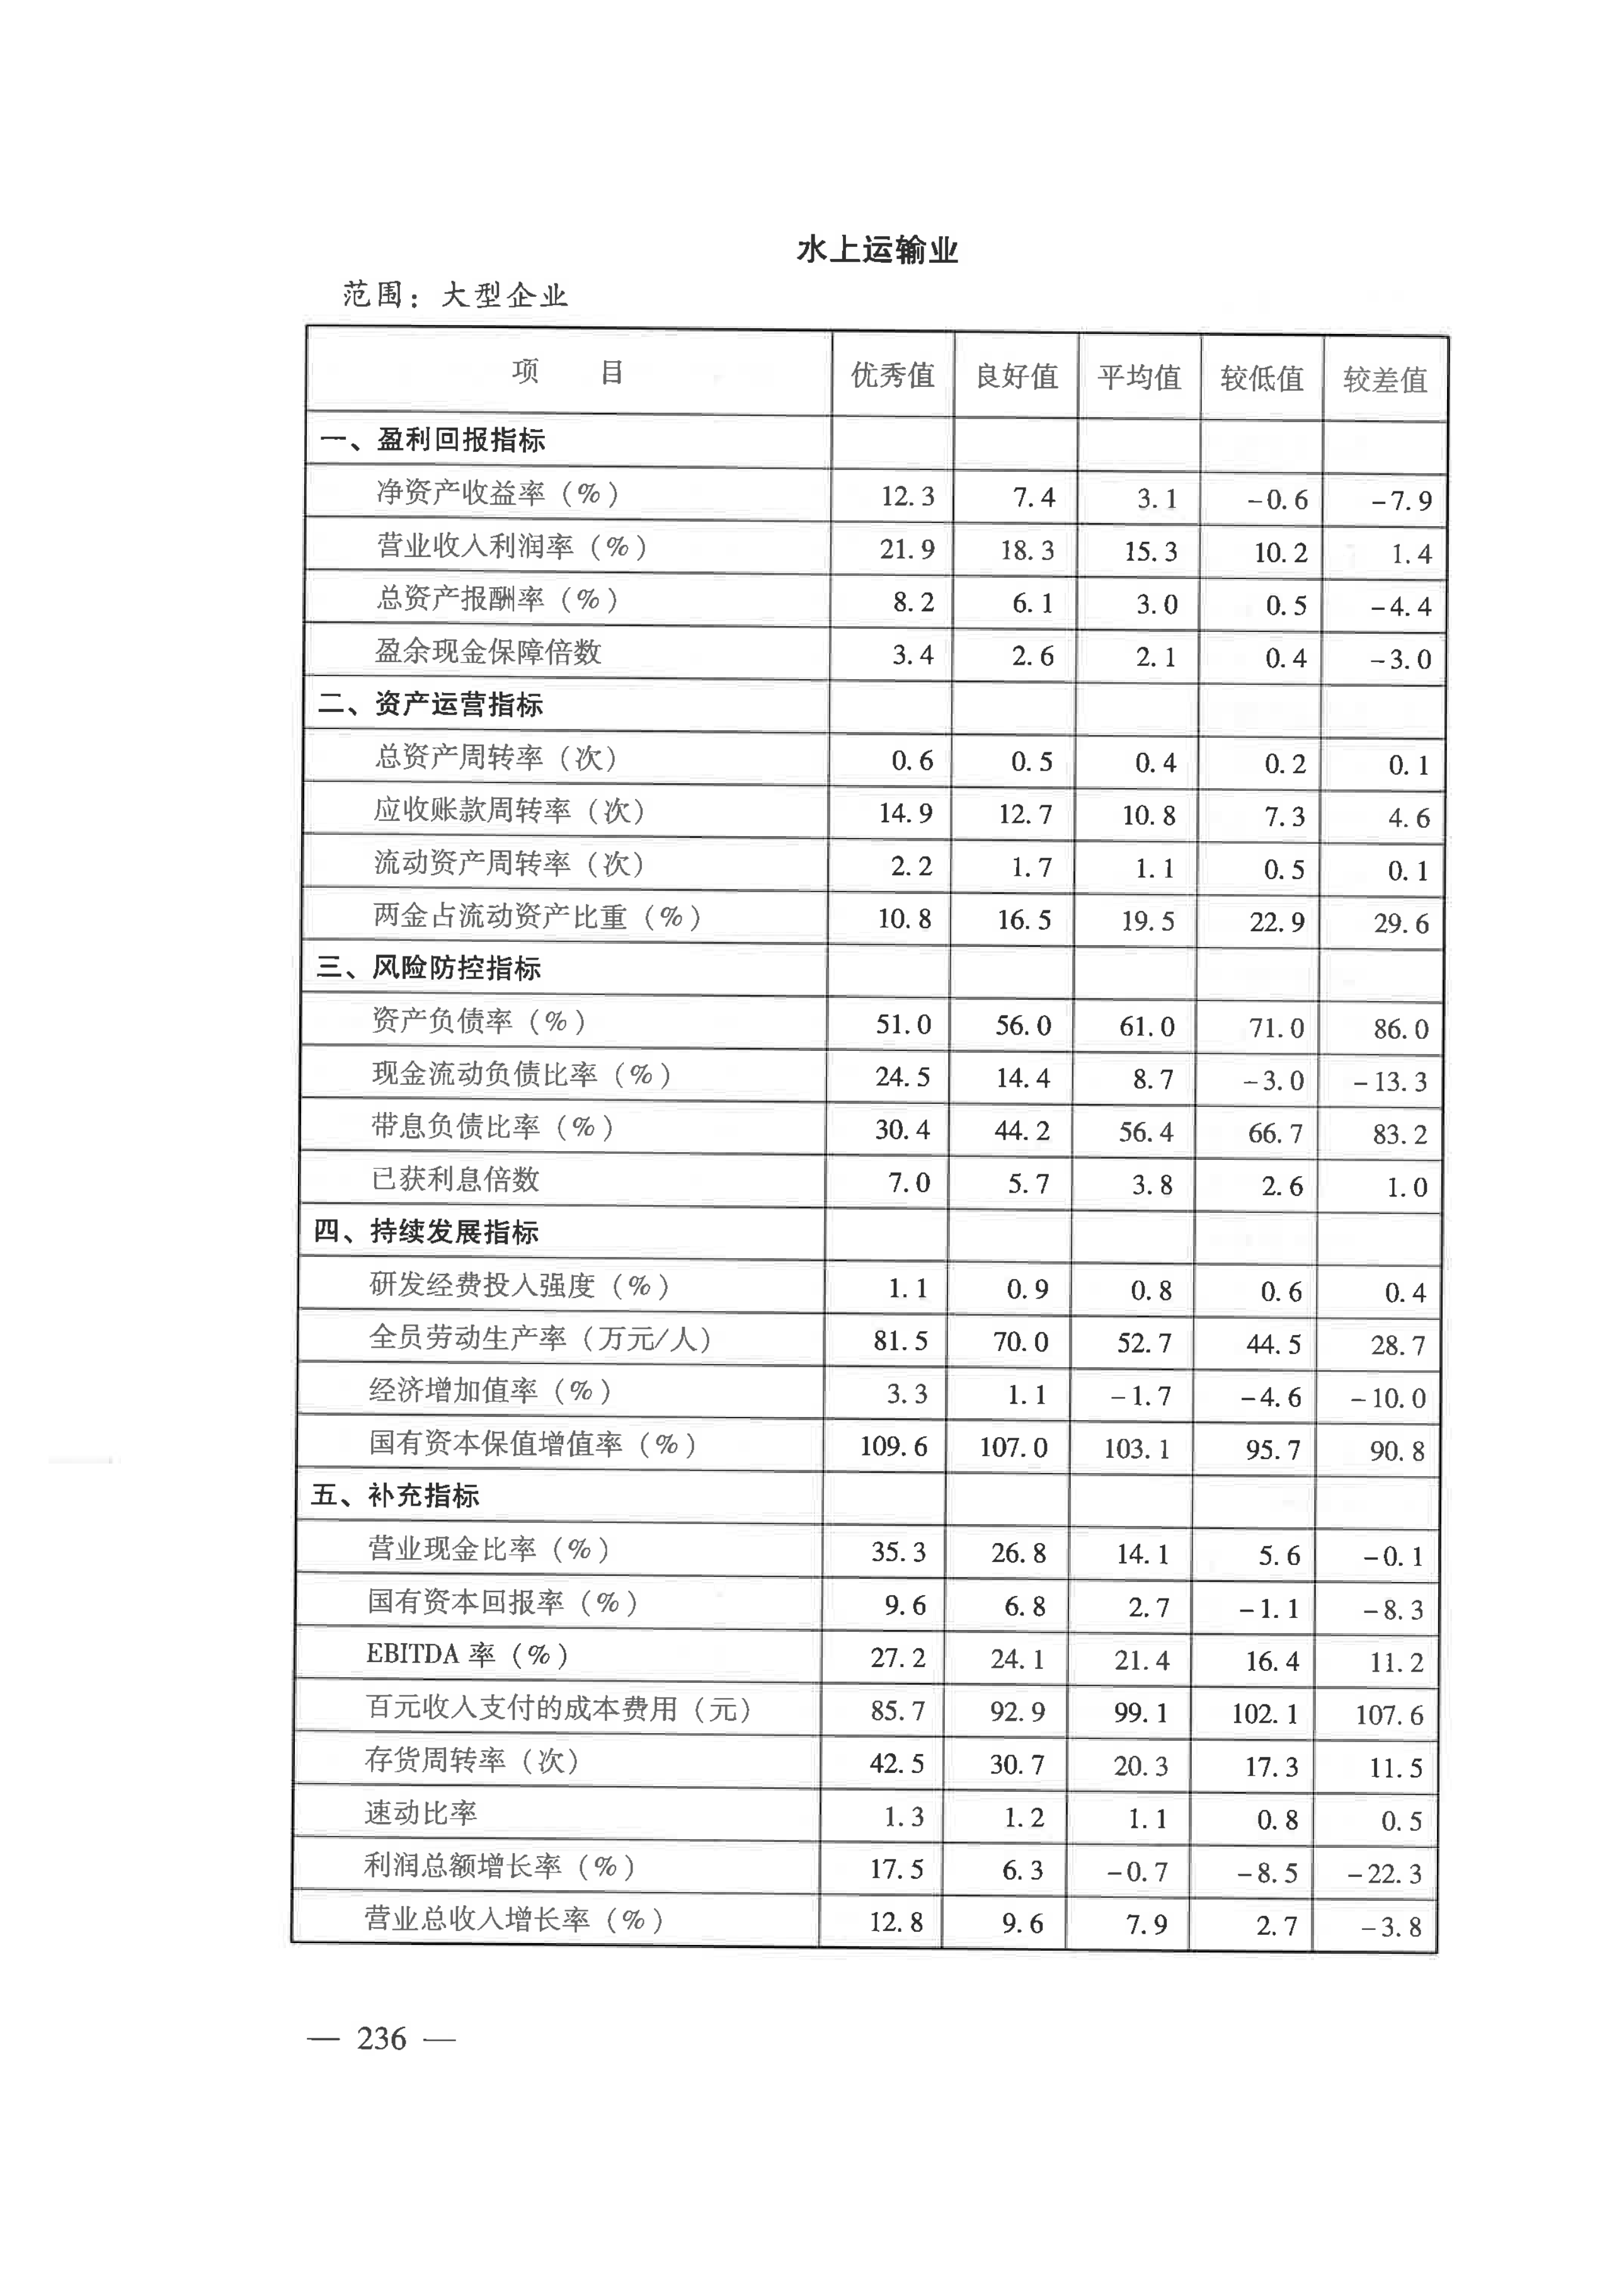 水上运输业
范围：大型企业
项 目 优秀值 良好值 平均值 较低值 较差值
一、盈利回报指标
净资产收益率（%） 12.3 7.4 3.1 -0.6 -7.9
营业收入利润率（%） 21.9 18.3 15.3 10.2 1.4
总资产报酬率（%） 8.2 6.1 3.0 0.5 -4.4
盈余现金保障倍数 3.4 2.6 2.1 0.4 -3.0
二、资产运营指标
总资产周转率（次） 0.6 0.5 0.4 0.2 0.1
应收账款周转率（次） 14.9 12.7 10.8 7.3 4.6
流动资产周转率（次） 2.2 1.7 1.1 0.5 0.1
两金占流动资产比重（%） 10.8 16.5 19.5 22.9 29.6
三、风险防控指标
资产负债率（%） 51.0 56.0 61.0 71.0 86.0
现金流动负债比率（%） 24.5 14.4 8.7 -3.0 -13.3
带息负债比率（%） 30.4 44.2 56.4 66.7 83.2
已获利息倍数 7.0 5.7 3.8 2.6 1.0
四、持续发展指标
研发经费投入强度（%） 1.1 0.9 0.8 0.6 0.4
全员劳动生产率（万元/人） 81.5 70.0 52.7 44.5 28.7
经济增加值率（%） 3.3 1.1 -1.7 -4.6 -10.0
国有资本保值增值率（%） 109.6 107.0 103.1 95.7 90.8
五、补充指标
营业现金比率（%） 35.3 26.8 14.1 5.6 -0.1
国有资本回报率（%） 9.6 6.8 2.7 -1.1 -8.3
EBITDA 率（%） 27.2 24.1 21.4 16.4 11.2
百元收入支付的成本费用（元） 85.7 92.9 99.1 102.1 107.6
存货周转率（次） 42.5 30.7 20.3 17.3 11.5
速动比率 1.3 1.2 1.1 0.8 0.5
利润总额增长率（%） 17.5 6.3 -0.7 -8.5 -22.3
营业总收入增长率（%） 12.8 9.6 7.9 2.7 -3.8
— 236 —